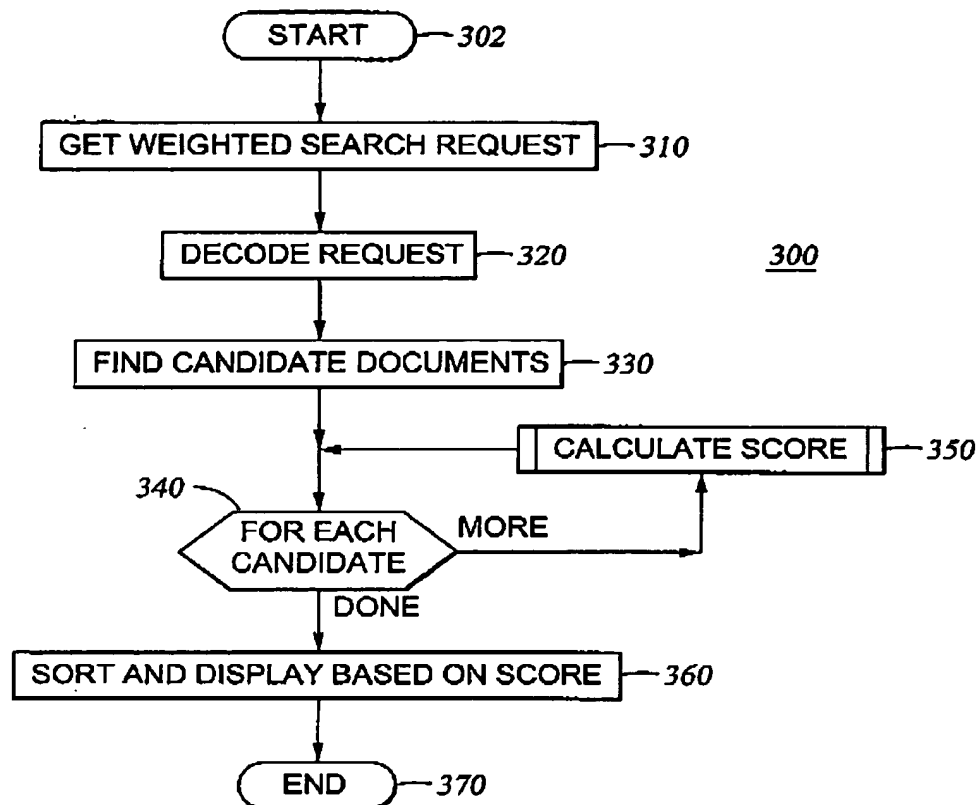 START 302
GET WEIGHTED SEARCH REQUEST 310
DECODE REQUEST 320
300
FIND CANDIDATE DOCUMENTS 330
CALCULATE SCORE 350
340
FOR EACH
CANDIDATE
MORE
DONE
SORT AND DISPLAY BASED ON SCORE 360
END 370